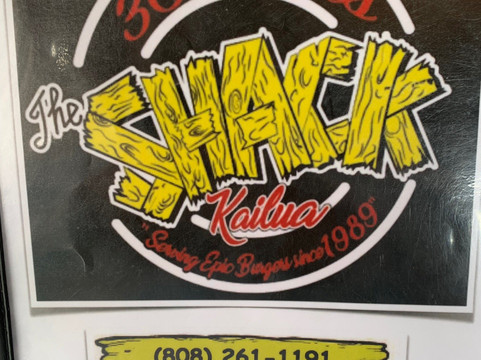 The SHACK
Kailua
"Serving Epic Burgers since 1989"
(808) 261-1191